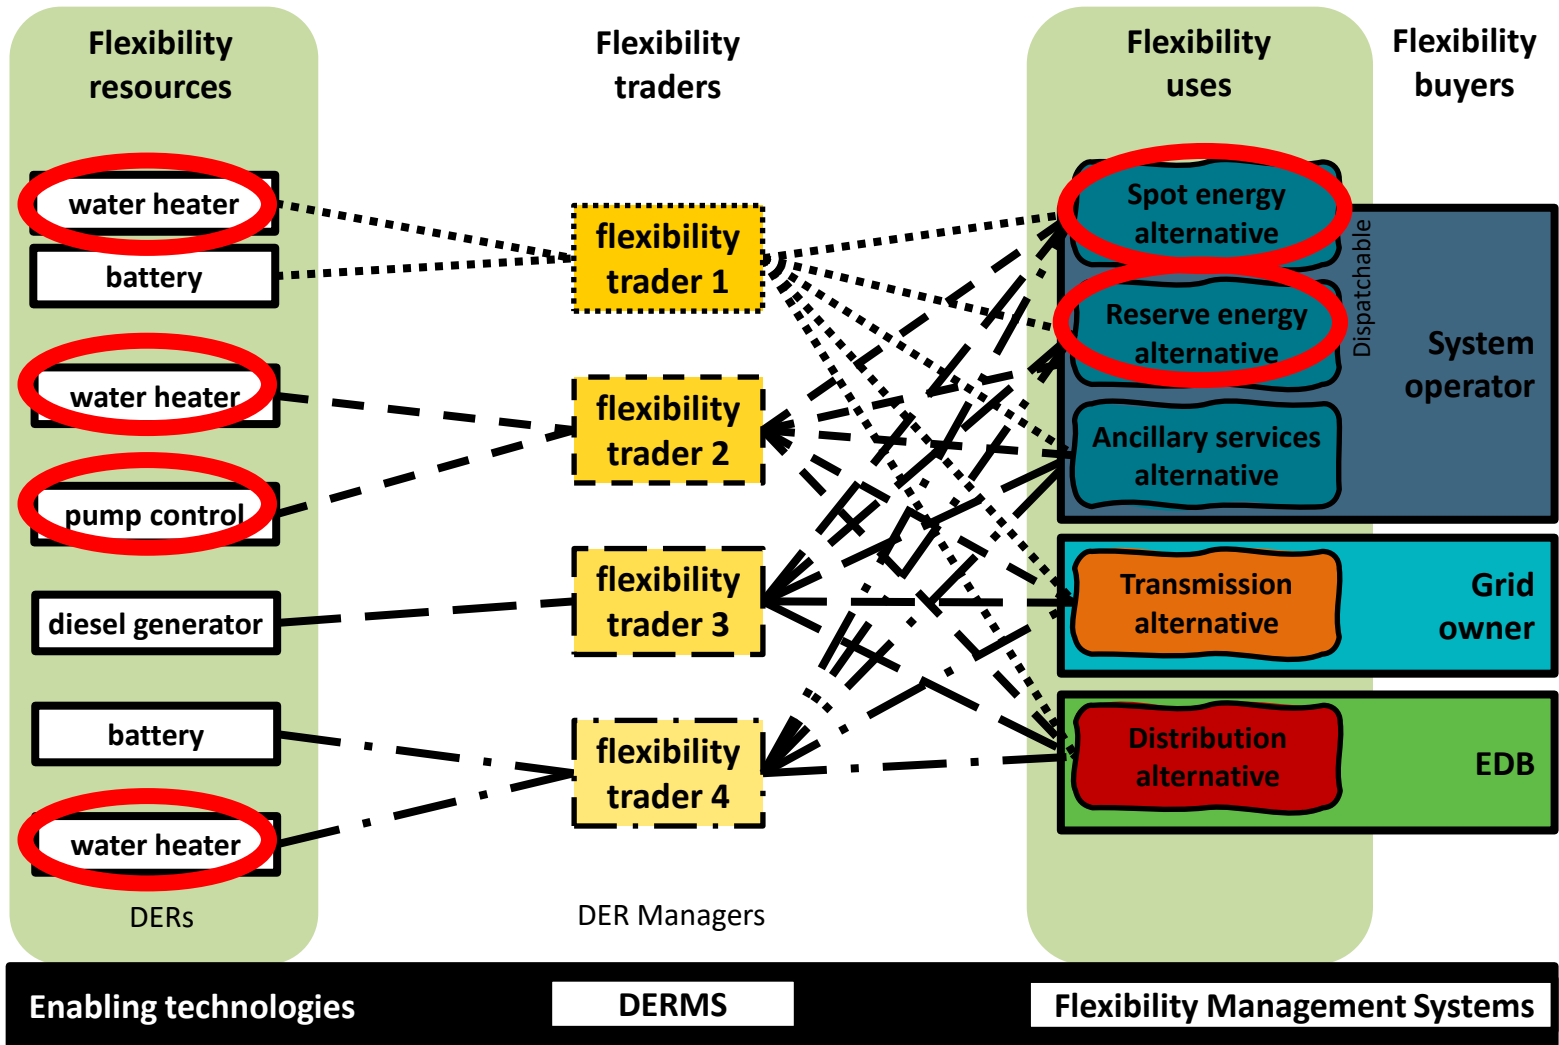 Flexibility
resources
Flexibility
traders
Flexibility
uses
Flexibility
buyers
water heater
battery
water heater
pump control
diesel generator
battery
water heater
DERs
flexibility
trader 1
flexibility
trader 2
flexibility
trader 3
flexibility
trader 4
DER Managers
Spot energy
alternative
Reserve energy
alternative
Dispatchable
Ancillary services
alternative
System
operator
Transmission
alternative
Grid
owner
Distribution
alternative
EDB
Enabling technologies
DERMS
Flexibility Management Systems